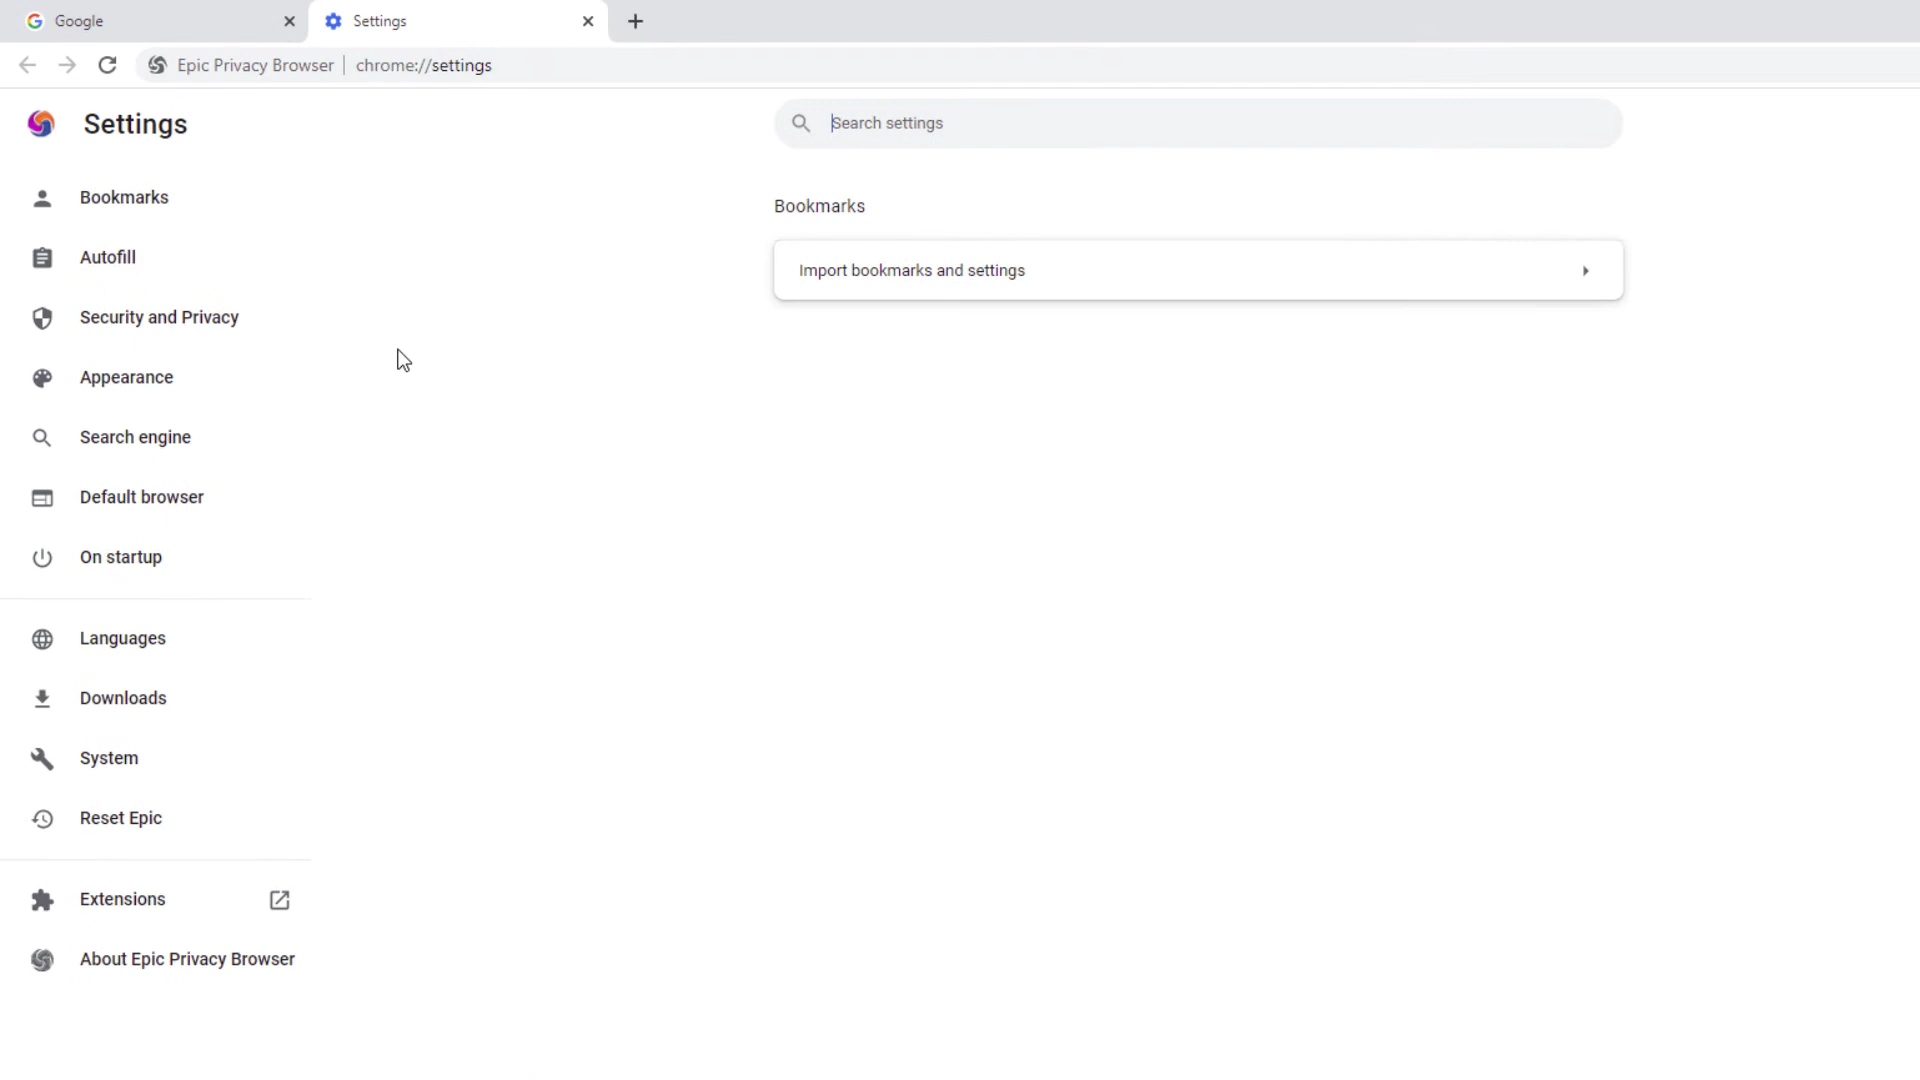 Google
Settings
Epic Privacy Browser | chrome://settings
Settings
Search settings
Bookmarks
Autofill
Security and Privacy
Appearance
Search engine
Default browser
On startup
Languages
Downloads
System
Reset Epic
Extensions
About Epic Privacy Browser
Bookmarks
Import bookmarks and settings